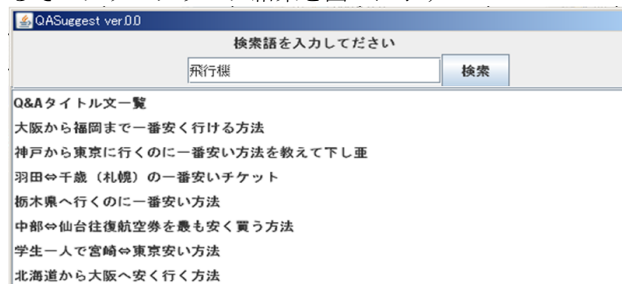 QASuggest ver.0.0
検索語を入力してください
飛行機 検索
Q&Aタイトル文一覧
大阪から福岡まで一番安く行ける方法
神戸から東京に行くのに一番安い方法を教えて下し亜
羽田⇔千歳（札幌）の一番安いチケット
栃木県へ行くのに一番安い方法
中部⇔仙台往復航空券を最も安く買う方法
学生一人で宮崎⇔東京安い方法
北海道から大阪へ安く行く方法